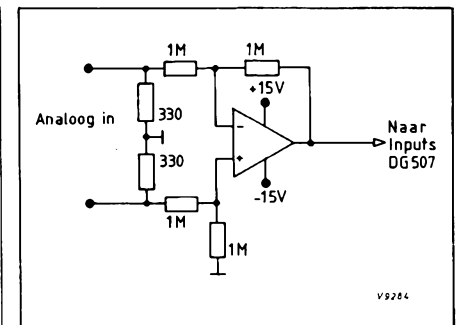 1M
1M
+15V
Analoog in
330
330
-15V
Naar
Inputs
DG507
1M
1M
V9284